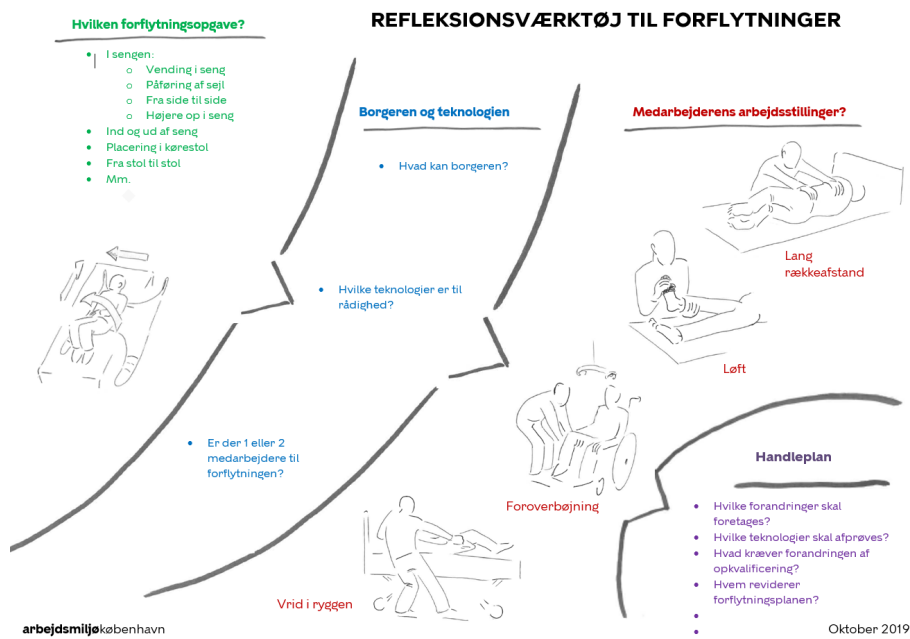 REFLEKSIONSVÆRKTØJ TIL FORFLYTNINGER
Hvilken forflytningsopgave?
• I sengen:
o Vending i seng
o Påføring af sejl
o Fra side til side
o Højere op i seng
• Ind og ud af seng
• Placering i kørestol
• Fra stol til stol
• Mm.
Borgeren og teknologien
• Hvad kan borgeren?
• Hvilke teknologier er til
rådighed?
• Er der 1 eller 2
medarbejdere til
forflytningen?
Medarbejderens arbejdsstillinger?
Lang
rækkeafstand
Løft
Foroverbøjning
Vrid i ryggen
Handleplan
• Hvilke forandringer skal
foretages?
• Hvilke teknologier skal afprøves?
• Hvad kræver forandringen af
opkvalificering?
• Hvem reviderer
forflytningsplanen?
•
•
arbejdsmiljøkøbenhavn
Oktober 2019